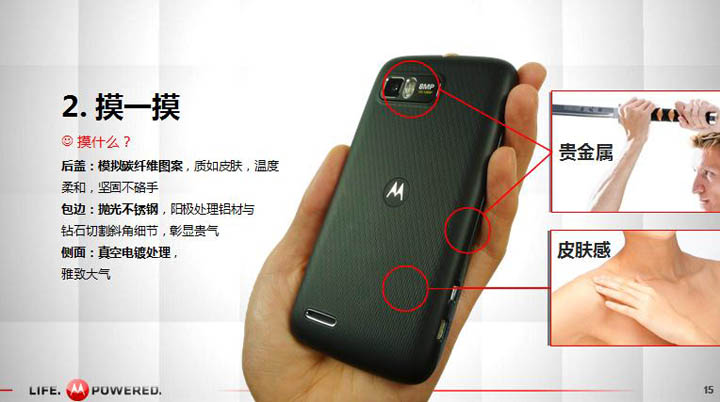 2. 摸一摸
☺ 摸什么？
后盖：模拟碳纤维图案，质如皮肤，温度
柔和，坚固不硌手
包边：抛光不锈钢，阳极处理铝材与
钻石切割斜角细节，彰显贵气
侧面：真空电镀处理，
雅致大气
8MP
贵金属
皮肤感
LIFE. POWERED.
15